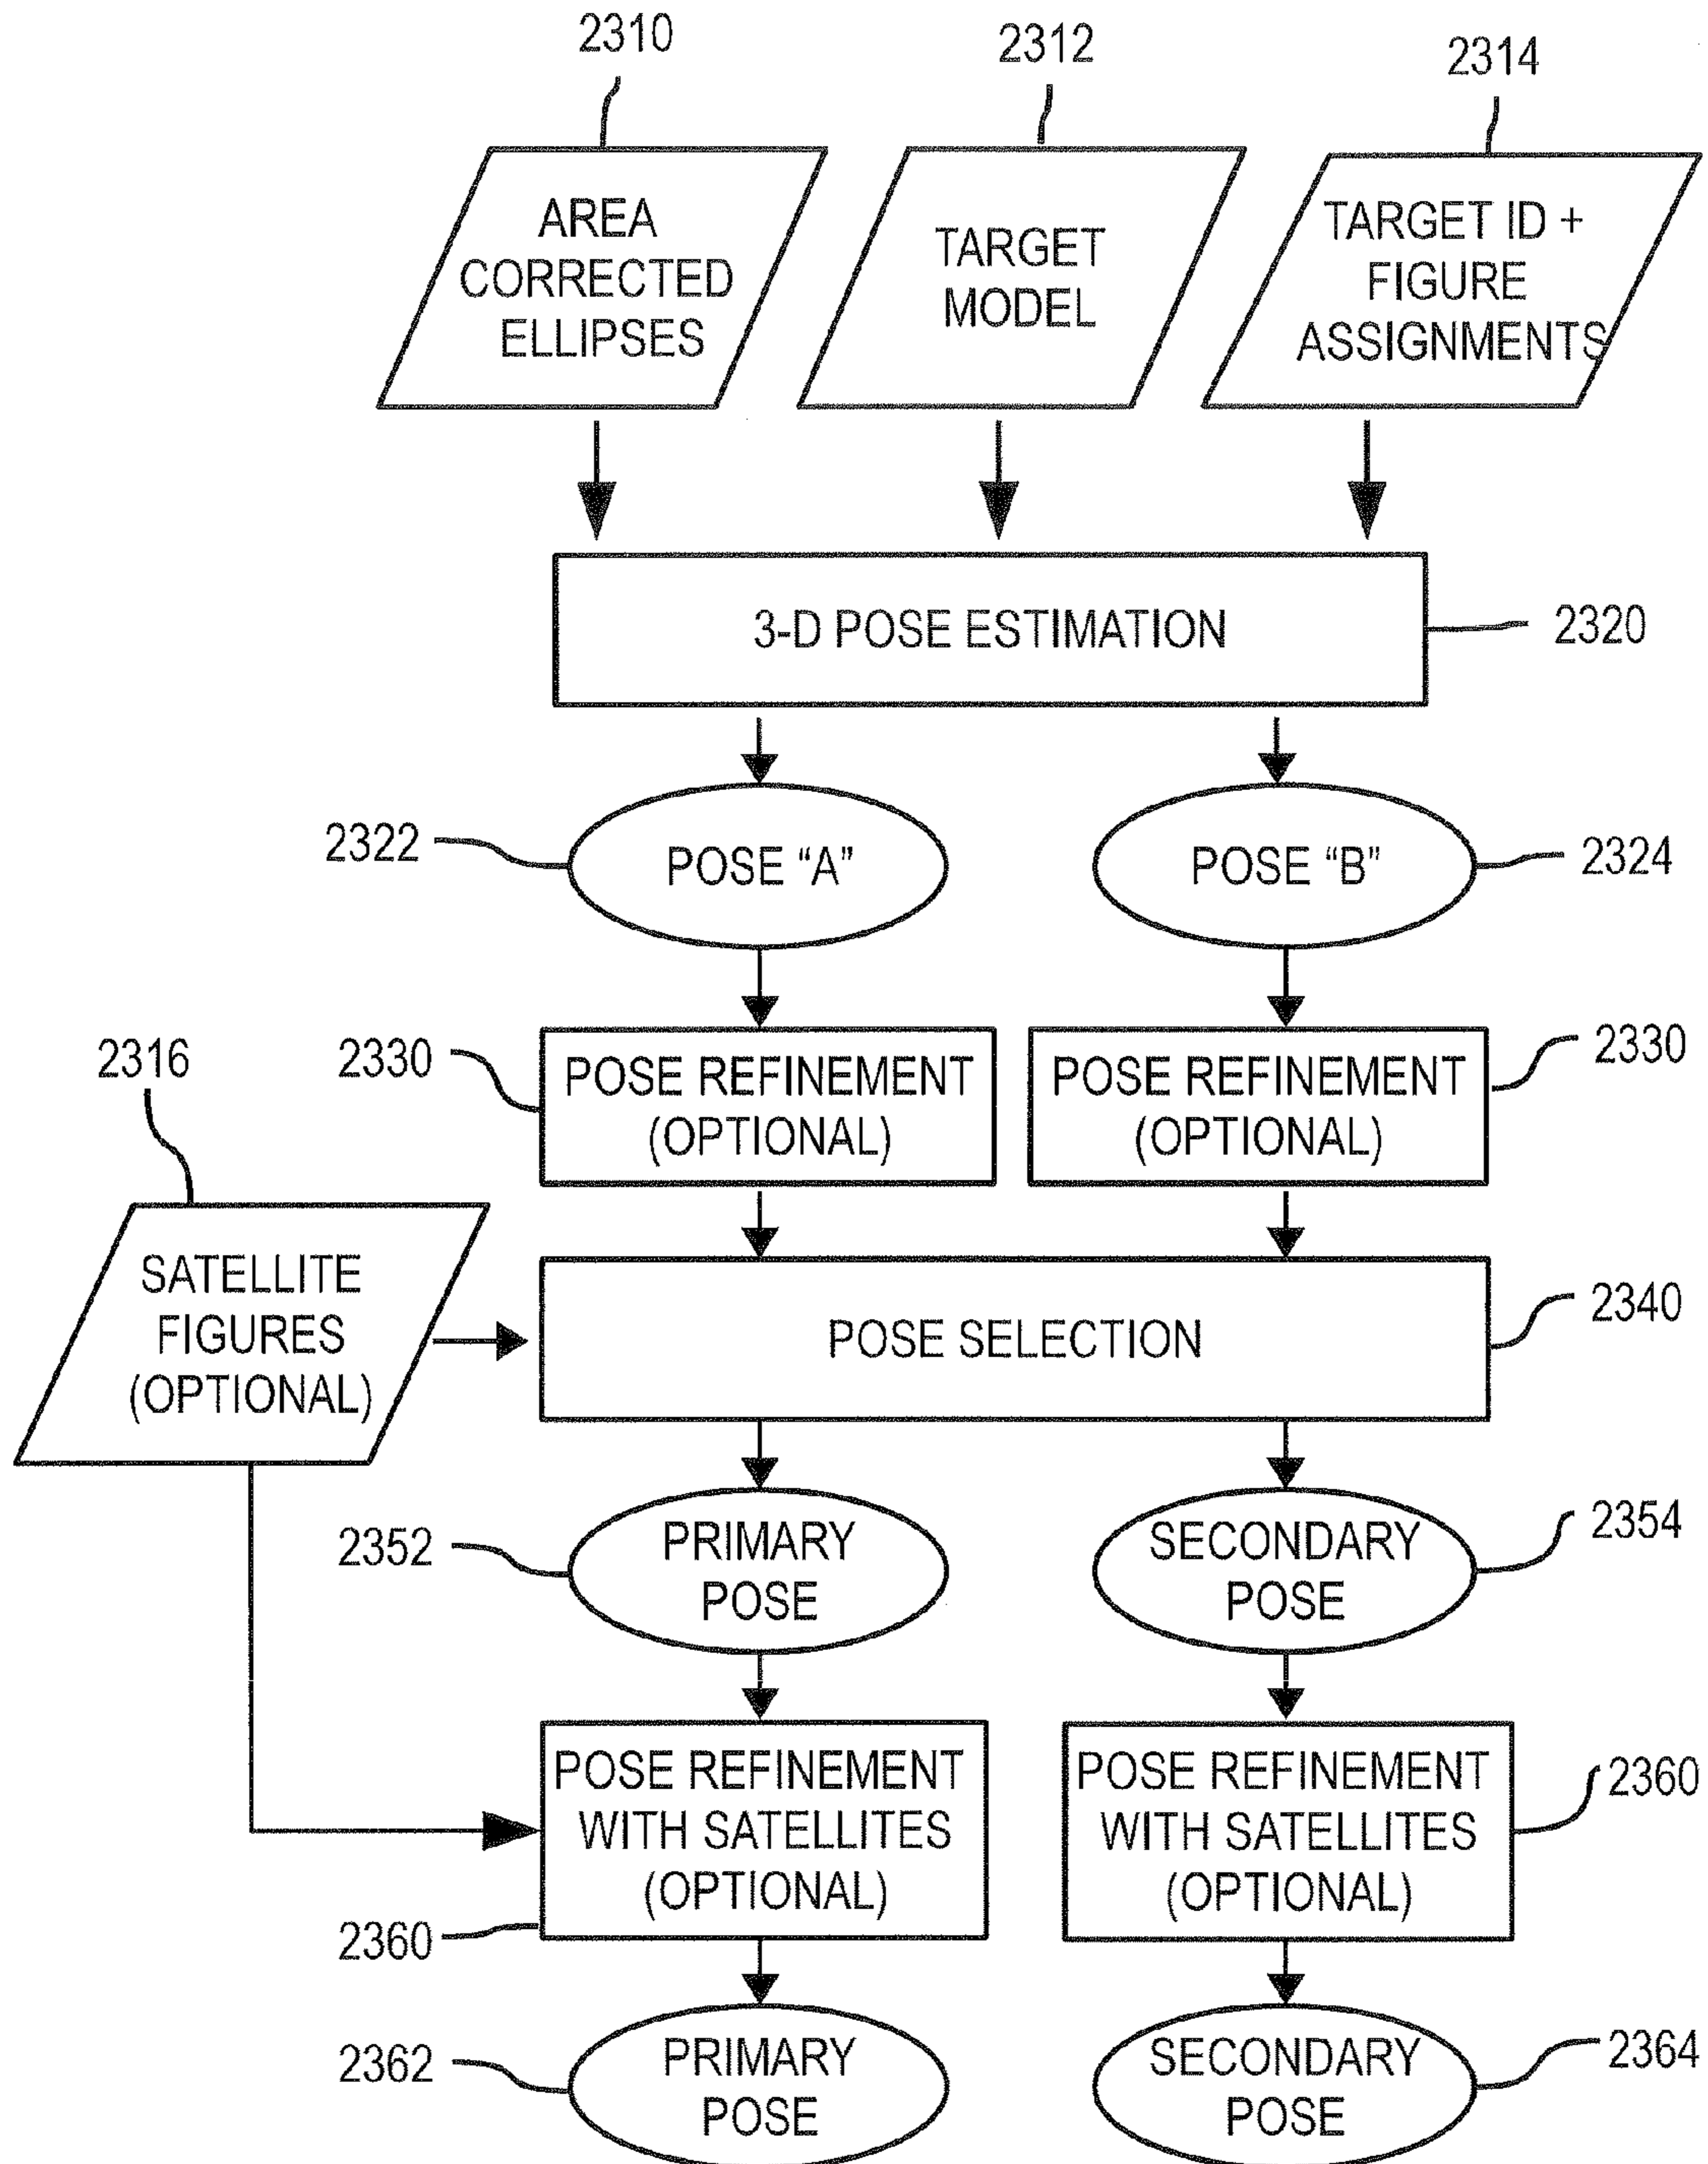 2310
2312
2314
AREA
CORRECTED
ELLIPSES
TARGET
MODEL
TARGET ID +
FIGURE
ASSIGNMENTS
3-D POSE ESTIMATION
2320
2322
POSE “A”
POSE “B”
2324
2316
2330
POSE REFINEMENT
(OPTIONAL)
POSE REFINEMENT
(OPTIONAL)
2330
SATELLITE
FIGURES
(OPTIONAL)
POSE SELECTION
2340
2352
PRIMARY
POSE
SECONDARY
POSE
2354
POSE REFINEMENT
WITH SATELLITES
(OPTIONAL)
2360
POSE REFINEMENT
WITH SATELLITES
(OPTIONAL)
2360
2362
PRIMARY
POSE
SECONDARY
POSE
2364